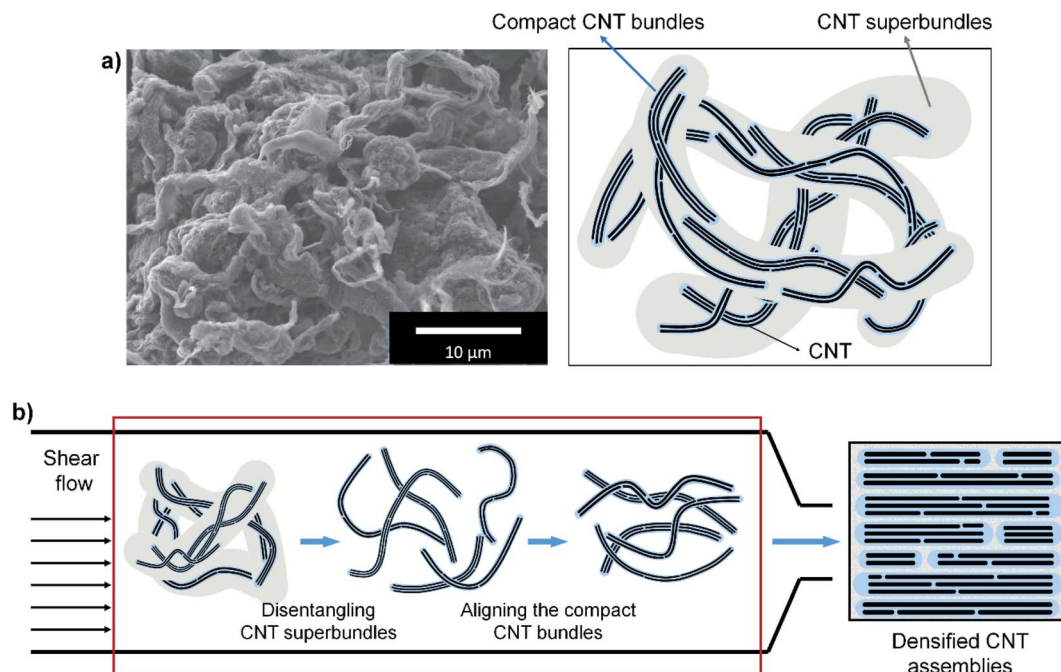 Compact CNT bundles
CNT superbundles
a)
10 μm
CNT
b)
Shear
flow
Disentangling
CNT superbundles
Aligning the compact
CNT bundles
Densified CNT
assemblies